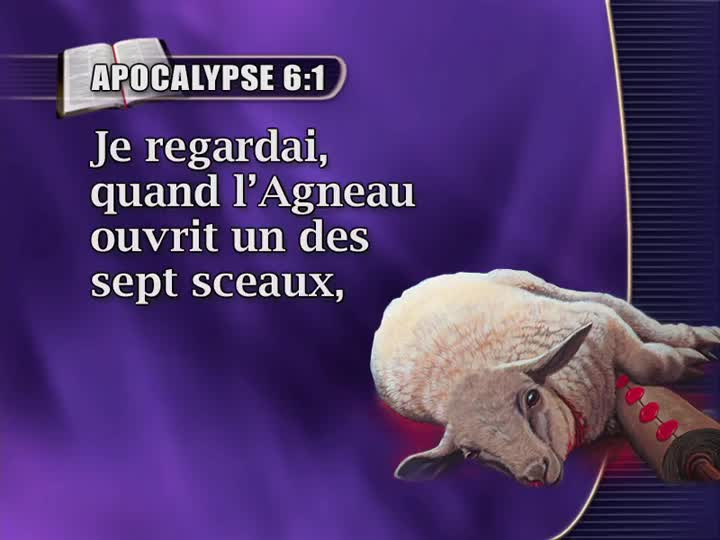 APOCALYPSE 6:1
Je regardai,
quand l’Agneau
ouvrit un des
sept sceaux,